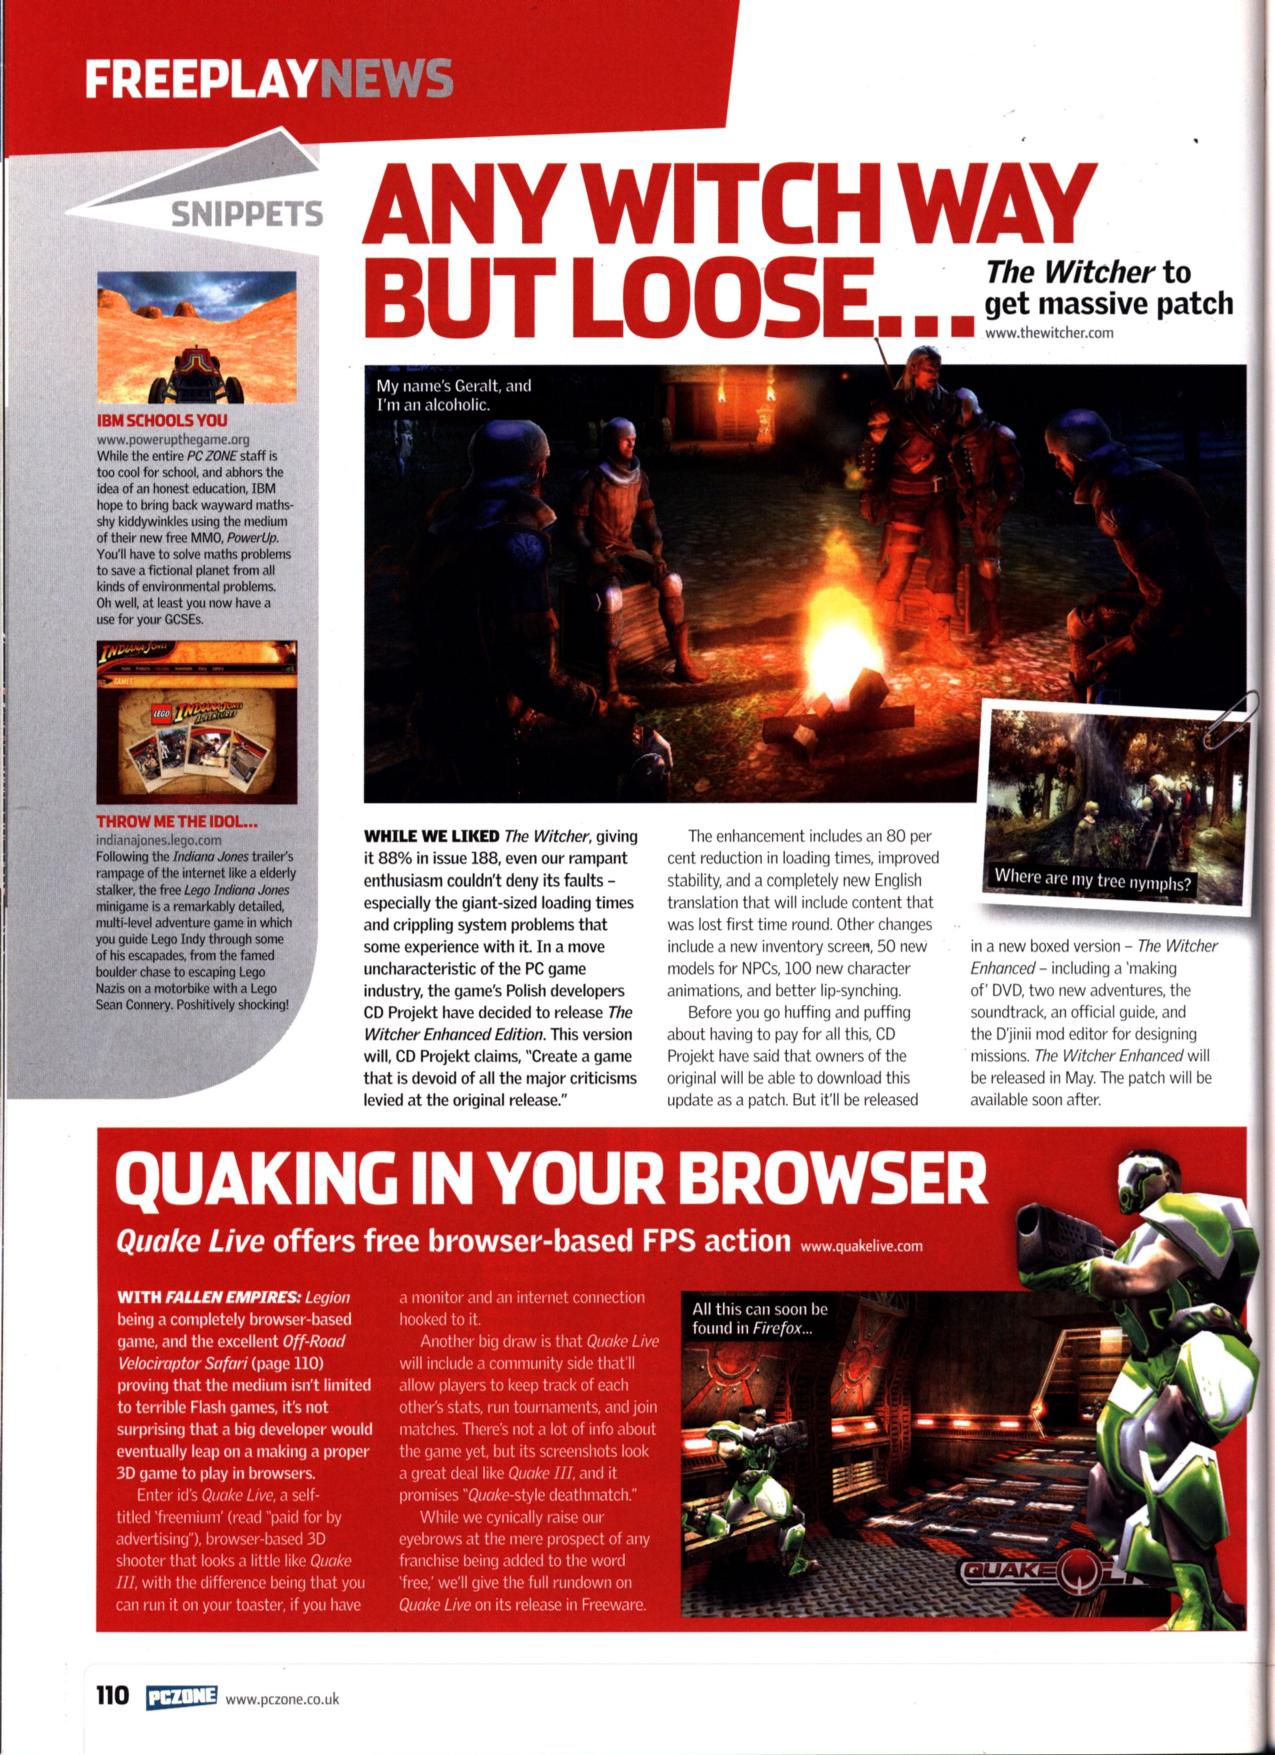 FREEPLAYNEWS
SNIPPETS
IBM SCHOOLS YOU
www.powerupthegame.org
While the entire PC ZONE staff is
too cool for school, and abhors the
idea of an honest education, IBM
hope to bring back wayward maths-
shy kiddywinkles using the medium
of their new free MMO, PowerUp.
You'll have to solve maths problems
to save a fictional planet from all
kinds of environmental problems.
Oh well, at least you now have a
use for your GCSEs.
INDIANA JONES
GAMES
LEGO INDIANA JONES
ADVENTURES
THROW ME THE IDOL...
indianajones.lego.com
Following the Indiana Jones trailer's
rampage of the internet like a elderly
stalker, the free Lego Indiana Jones
minigame is a remarkably detailed,
multi-level adventure game in which
you guide Lego Indy through some
of his escapades, from the famed
boulder chase to escaping Lego
Nazis on a motorbike with a Lego
Sean Connery. Poshitively shocking!
ANY WITCH WAY
BUT LOOSE...
The Witcher to
get massive patch
www.thewitcher.com
My name's Geralt, and
I'm an alcoholic.
Where are my tree nymphs?
WHILE WE LIKED The Witcher, giving
it 88% in issue 188, even our rampant
enthusiasm couldn't deny its faults –
especially the giant-sized loading times
and crippling system problems that
some experience with it. In a move
uncharacteristic of the PC game
industry, the game's Polish developers
CD Projekt have decided to release The
Witcher Enhanced Edition. This version
will, CD Projekt claims, "Create a game
that is devoid of all the major criticisms
levied at the original release."
The enhancement includes an 80 per
cent reduction in loading times, improved
stability, and a completely new English
translation that will include content that
was lost first time round. Other changes
include a new inventory screen, 50 new
models for NPCs, 100 new character
animations, and better lip-synching.
Before you go huffing and puffing
about having to pay for all this, CD
Projekt have said that owners of the
original will be able to download this
update as a patch. But it'll be released
in a new boxed version – The Witcher
Enhanced – including a 'making
of' DVD, two new adventures, the
soundtrack, an official guide, and
the D'jinii mod editor for designing
missions. The Witcher Enhanced will
be released in May. The patch will be
available soon after.
QUAKING IN YOUR BROWSER
Quake Live offers free browser-based FPS action www.quakelive.com
WITH FALLEN EMPIRES: Legion
being a completely browser-based
game, and the excellent Off-Road
Velociraptor Safari (page 110)
proving that the medium isn't limited
to terrible Flash games, it's not
surprising that a big developer would
eventually leap on a making a proper
3D game to play in browsers.
Enter id's Quake Live, a self-
titled 'freemium' (read "paid for by
advertising"), browser-based 3D
shooter that looks a little like Quake
III, with the difference being that you
can run it on your toaster, if you have
a monitor and an internet connection
hooked to it.
Another big draw is that Quake Live
will include a community side that'll
allow players to keep track of each
other's stats, run tournaments, and join
matches. There's not a lot of info about
the game yet, but its screenshots look
a great deal like Quake III, and it
promises "Quake-style deathmatch."
While we cynically raise our
eyebrows at the mere prospect of any
franchise being added to the word
'free,' we'll give the full rundown on
Quake Live on its release in Freeware.
All this can soon be
found in Firefox...
QUAKE
110 PCZONE www.pczone.co.uk